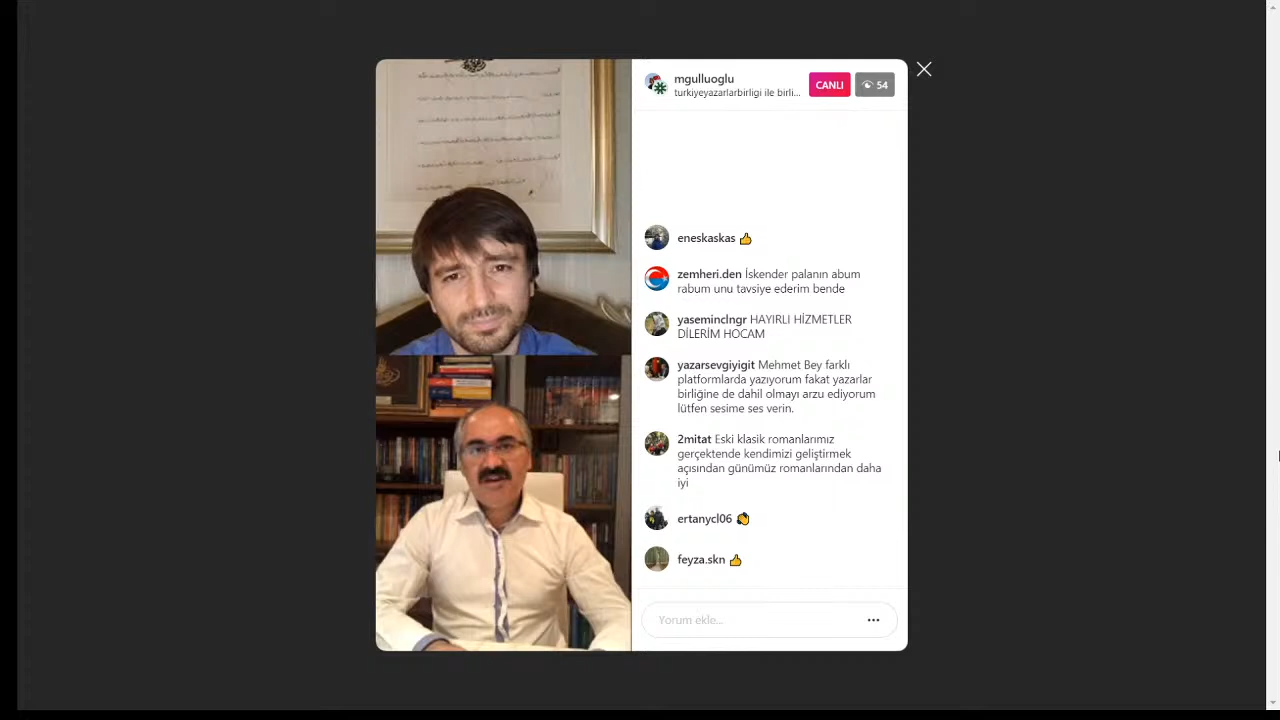 mgulluoglu
turkiyeyazarlarbirligi ile birli...
CANLI
54
eneskaskas 👍
zemheri.den İskender palanın abum
rabum unu tavsiye ederim bende
yaseminclngr HAYIRLI HİZMETLER
DİLERİM HOCAM
yazarsevgiyigit Mehmet Bey farklı
platformlarda yazıyorum fakat yazarlar
birliğine de dahil olmayı arzu ediyorum
lütfen sesime ses verin.
2mitat Eski klasik romanlarımız
gerçektende kendimizi geliştirmek
açısından günümüz romanlarından daha
iyi
ertanycl06 👏
feyza.skn 👍
Yorum ekle...